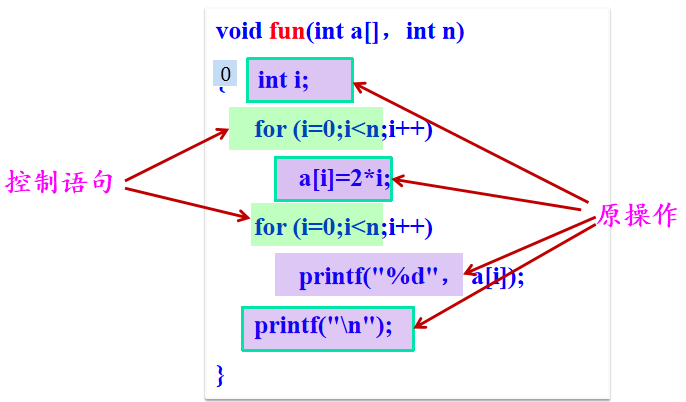 void fun(int a[]，int n)
{
0
int i;
for (i=0;i<n;i++)
控制语句
a[i]=2*i;
原操作
for (i=0;i<n;i++)
printf("%d"，a[i]);
printf("\n");
}